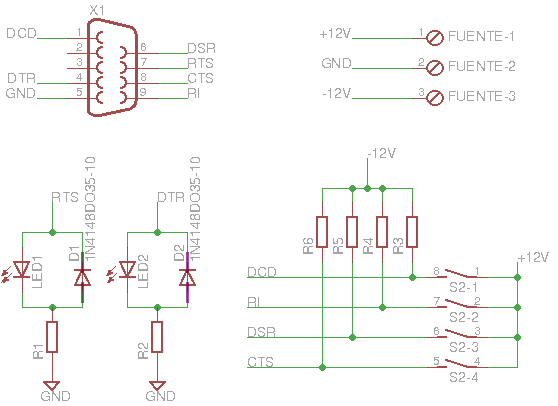 X1
DCD 1
2
3
DTR 4
GND 5
6 DSR
7 RTS
8 CTS
9 RI
+12V 1 FUENTE-1
GND 2 FUENTE-2
-12V 3 FUENTE-3
RTS
LED1
D1
1N4148DO35-10
R1
GND
DTR
LED2
D2
1N4148DO35-10
R2
GND
-12V
R6
R5
R4
R3
+12V
DCD 8 1
S2-1
RI 7 2
S2-2
DSR 6 3
S2-3
CTS 5 4
S2-4